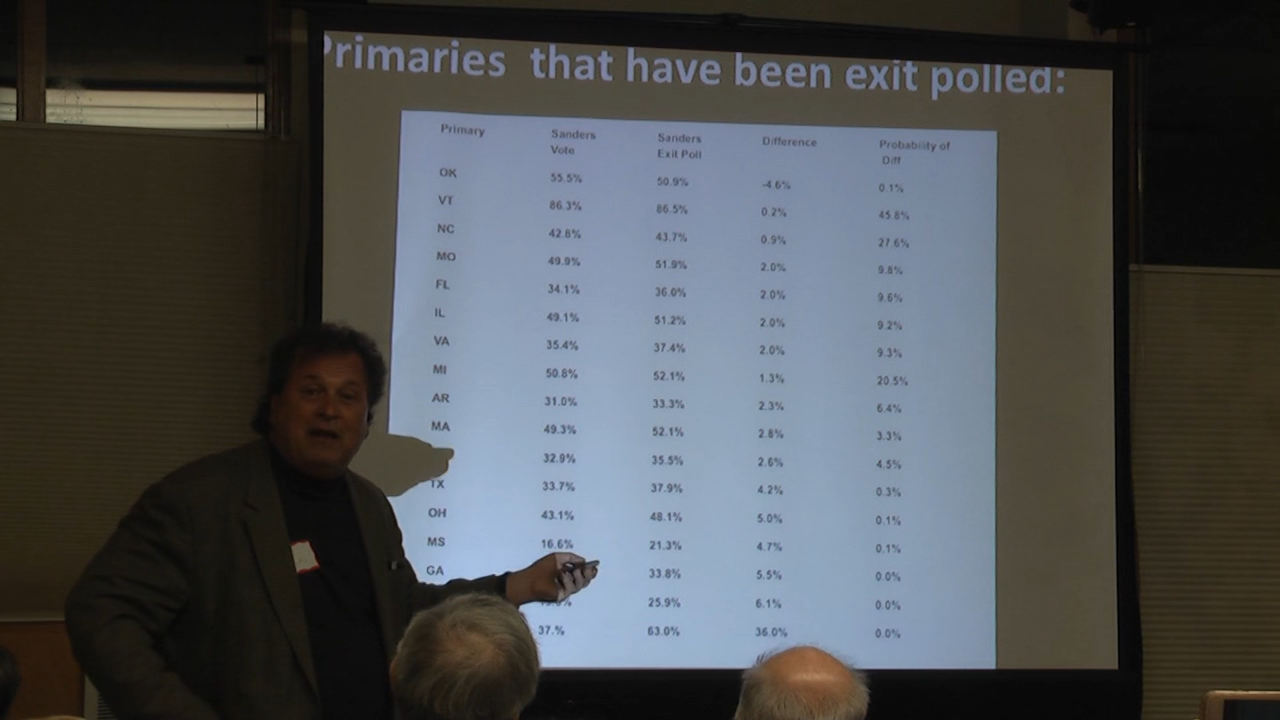 Primaries that have been exit polled:
Primary Sanders Vote Sanders Exit Poll Difference Probability of Diff
OK 55.5% 50.9% -4.6% 0.1%
VT 86.3% 86.5% 0.2% 45.8%
NC 42.8% 43.7% 0.9% 27.6%
MO 49.9% 51.9% 2.0% 9.8%
FL 34.1% 36.0% 2.0% 9.6%
IL 49.1% 51.2% 2.0% 9.2%
VA 35.4% 37.4% 2.0% 9.3%
MI 50.8% 52.1% 1.3% 20.5%
AR 31.0% 33.3% 2.3% 6.4%
MA 49.3% 52.1% 2.8% 3.3%
32.9% 35.5% 2.6% 4.5%
TX 33.7% 37.9% 4.2% 0.3%
OH 43.1% 48.1% 5.0% 0.1%
MS 16.6% 21.3% 4.7% 0.1%
GA 33.8% 5.5% 0.0%
25.9% 6.1% 0.0%
37.% 63.0% 36.0% 0.0%